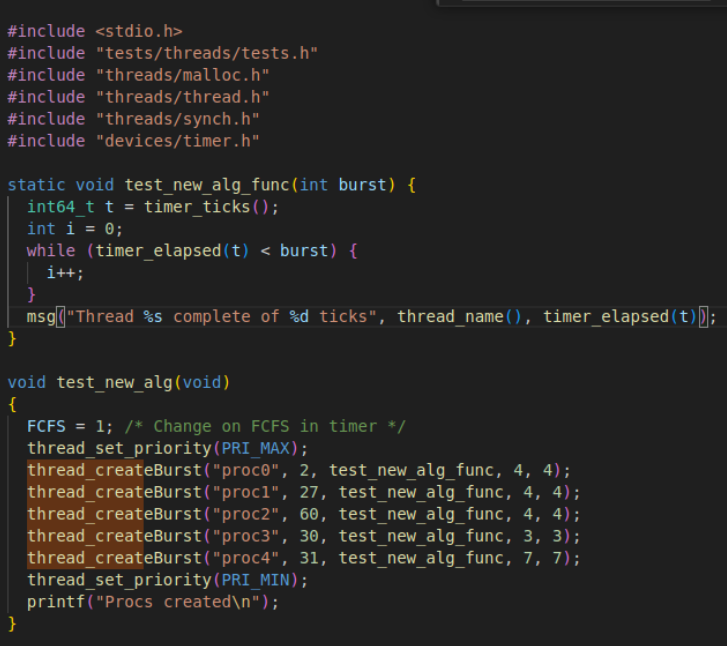 #include <stdio.h>
#include "tests/threads/tests.h"
#include "threads/malloc.h"
#include "threads/thread.h"
#include "threads/synch.h"
#include "devices/timer.h"
static void test_new_alg_func(int burst) {
int64_t t = timer_ticks();
int i = 0;
while (timer_elapsed(t) < burst) {
i++;
}
msg("Thread %s complete of %d ticks", thread_name(), timer_elapsed(t));
}
void test_new_alg(void)
{
FCFS = 1; /* Change on FCFS in timer */
thread_set_priority(PRI_MAX);
thread_createBurst("proc0", 2, test_new_alg_func, 4, 4);
thread_createBurst("proc1", 27, test_new_alg_func, 4, 4);
thread_createBurst("proc2", 60, test_new_alg_func, 4, 4);
thread_createBurst("proc3", 30, test_new_alg_func, 3, 3);
thread_createBurst("proc4", 31, test_new_alg_func, 7, 7);
thread_set_priority(PRI_MIN);
printf("Procs created\n");
}